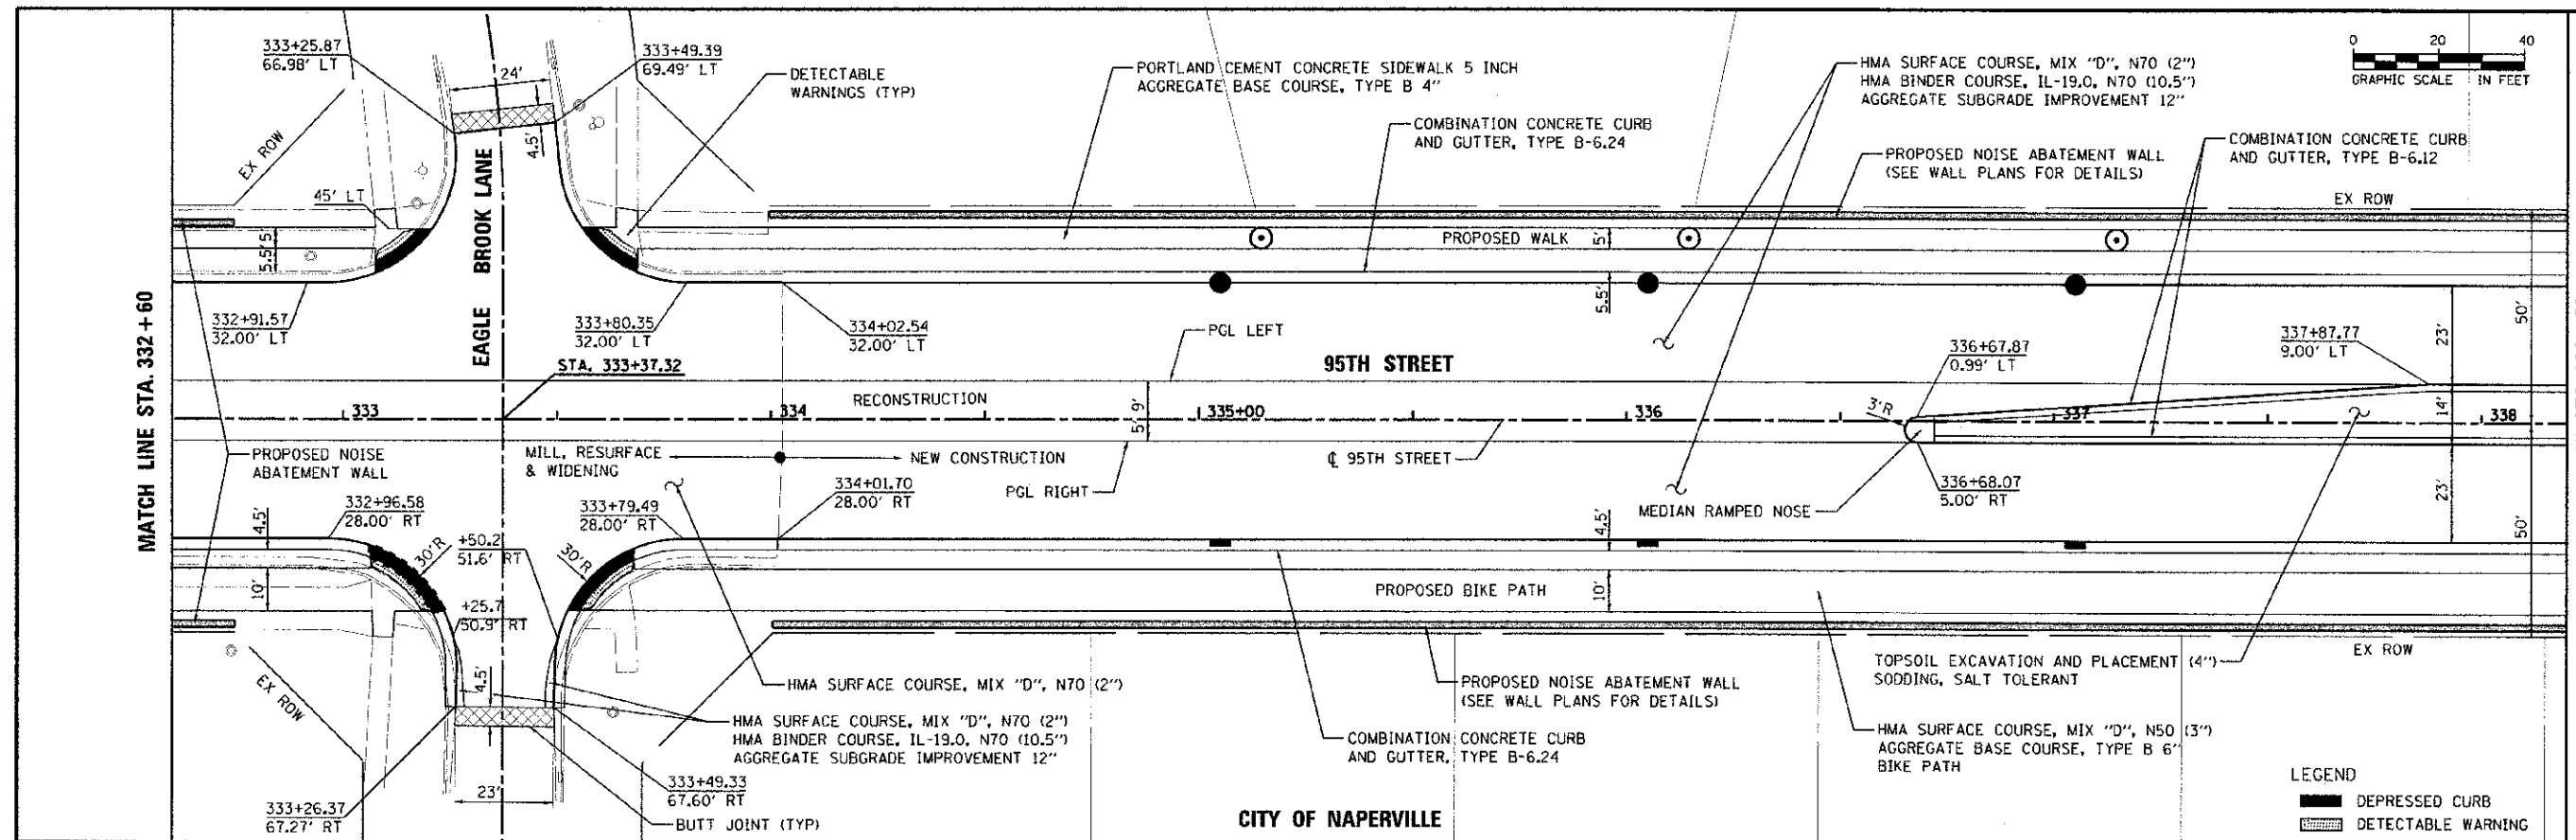 333+25.87
66.98' LT
333+49.39
69.49' LT
24'
4.5'
DETECTABLE
WARNINGS (TYP)
PORTLAND CEMENT CONCRETE SIDEWALK 5 INCH
AGGREGATE BASE COURSE, TYPE B 4"
COMBINATION CONCRETE CURB
AND GUTTER, TYPE B-6.24
HMA SURFACE COURSE, MIX "D", N70 (2")
HMA BINDER COURSE, IL-19.0, N70 (10.5")
AGGREGATE SUBGRADE IMPROVEMENT 12"
PROPOSED NOISE ABATEMENT WALL
(SEE WALL PLANS FOR DETAILS)
COMBINATION CONCRETE CURB
AND GUTTER, TYPE B-6.12
0 20 40
GRAPHIC SCALE IN FEET
EX ROW
45' LT
EX ROW
5.5' 5'
PROPOSED WALK
5'
5.5'
EAGLE BROOK LANE
MATCH LINE STA. 332+60
332+91.57
32.00' LT
333+80.35
32.00' LT
334+02.54
32.00' LT
PGL LEFT
95TH STREET
STA. 333+37.32
336+67.87
0.99' LT
337+87.77
9.00' LT
23'
50'
RECONSTRUCTION
333
334
335+00
336
337
338
5' 9'
3'R
14'
PROPOSED NOISE
ABATEMENT WALL
MILL, RESURFACE
& WIDENING
NEW CONSTRUCTION
℄ 95TH STREET
PGL RIGHT
332+96.58
28.00' RT
333+79.49
28.00' RT
334+01.70
28.00' RT
336+68.07
5.00' RT
MEDIAN RAMPED NOSE
23'
50'
4.5'
30'R
+50.2
51.6' RT
30'R
4.5'
10'
+25.7
50.9' RT
PROPOSED BIKE PATH
10'
EX ROW
4.5'
HMA SURFACE COURSE, MIX "D", N70 (2")
HMA SURFACE COURSE, MIX "D", N70 (2")
HMA BINDER COURSE, IL-19.0, N70 (10.5")
AGGREGATE SUBGRADE IMPROVEMENT 12"
PROPOSED NOISE ABATEMENT WALL
(SEE WALL PLANS FOR DETAILS)
COMBINATION CONCRETE CURB
AND GUTTER, TYPE B-6.24
TOPSOIL EXCAVATION AND PLACEMENT (4")
SODDING, SALT TOLERANT
EX ROW
HMA SURFACE COURSE, MIX "D", N50 (3")
AGGREGATE BASE COURSE, TYPE B 6"
BIKE PATH
333+26.37
67.27' RT
23'
333+49.33
67.60' RT
BUTT JOINT (TYP)
CITY OF NAPERVILLE
LEGEND
DEPRESSED CURB
DETECTABLE WARNING